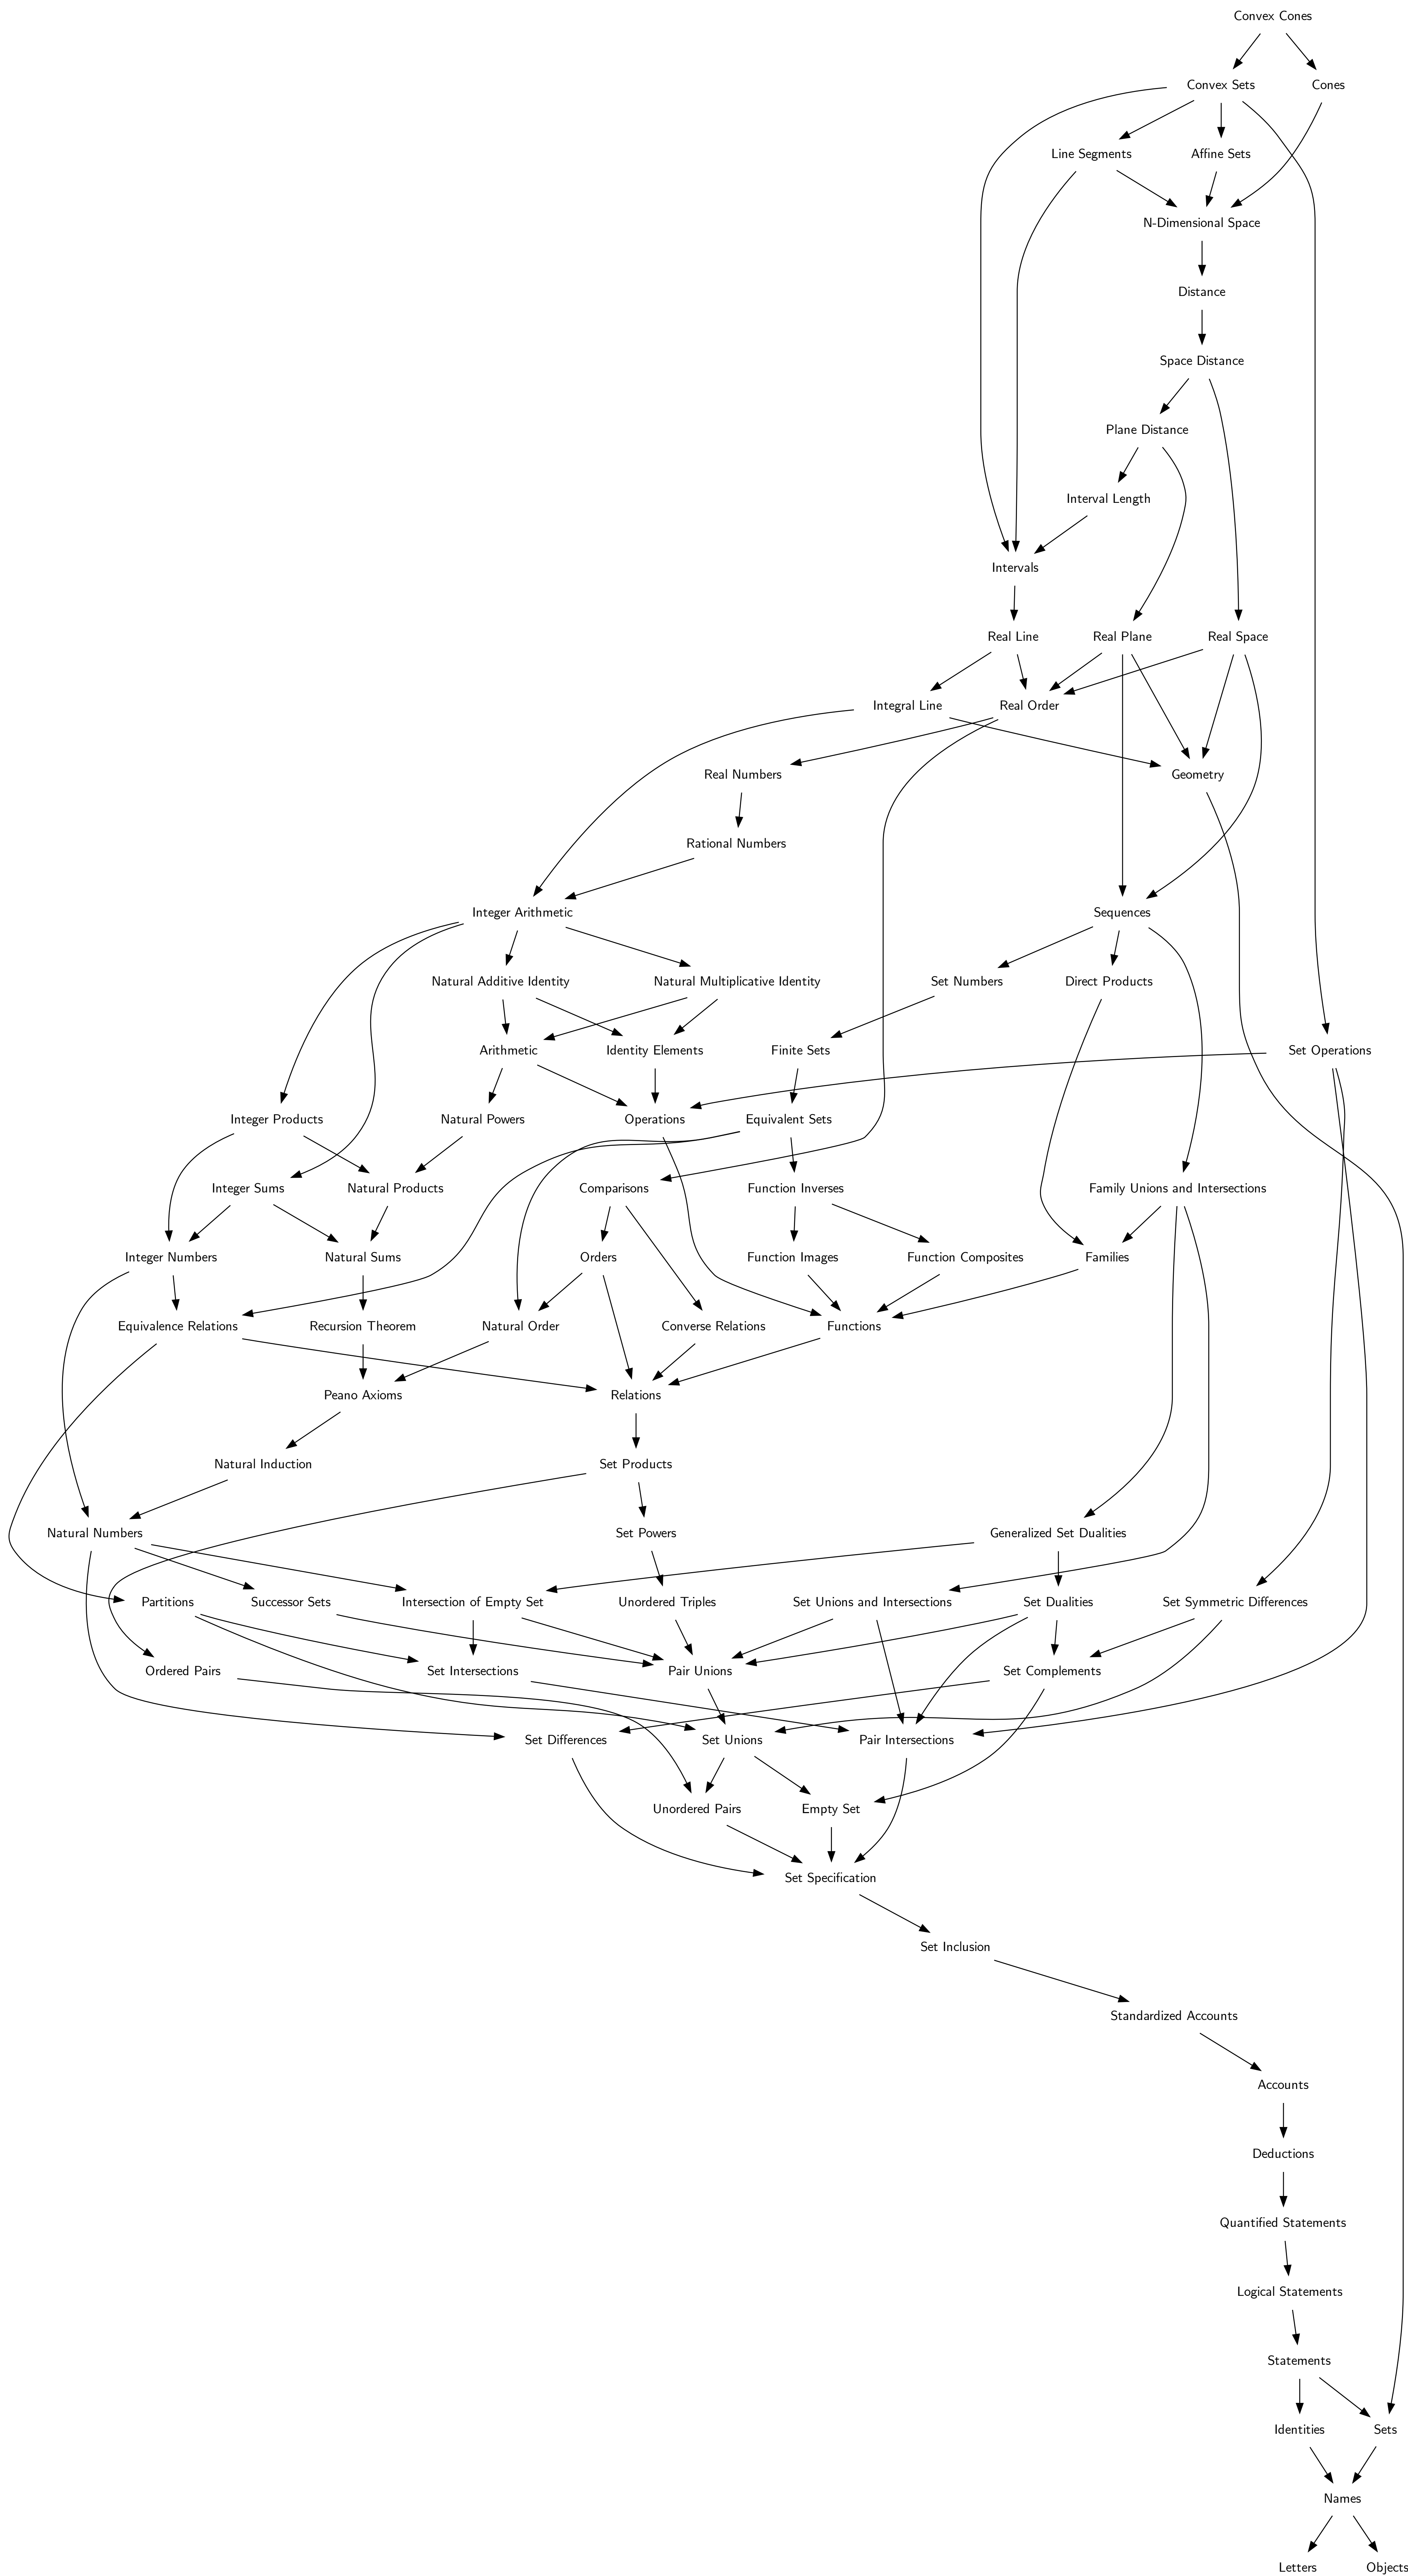 Convex Cones
Convex Sets
Cones
Line Segments
Affine Sets
N-Dimensional Space
Distance
Space Distance
Plane Distance
Interval Length
Intervals
Real Line
Real Plane
Real Space
Integral Line
Real Order
Real Numbers
Geometry
Rational Numbers
Integer Arithmetic
Sequences
Natural Additive Identity
Natural Multiplicative Identity
Set Numbers
Direct Products
Arithmetic
Identity Elements
Finite Sets
Set Operations
Integer Products
Natural Powers
Operations
Equivalent Sets
Integer Sums
Natural Products
Comparisons
Function Inverses
Family Unions and Intersections
Integer Numbers
Natural Sums
Orders
Function Images
Function Composites
Families
Equivalence Relations
Recursion Theorem
Natural Order
Converse Relations
Functions
Peano Axioms
Relations
Natural Induction
Set Products
Natural Numbers
Set Powers
Generalized Set Dualities
Partitions
Successor Sets
Intersection of Empty Set
Unordered Triples
Set Unions and Intersections
Set Dualities
Set Symmetric Differences
Ordered Pairs
Set Intersections
Pair Unions
Set Complements
Set Differences
Set Unions
Pair Intersections
Unordered Pairs
Empty Set
Set Specification
Set Inclusion
Standardized Accounts
Accounts
Deductions
Quantified Statements
Logical Statements
Statements
Identities
Sets
Names
Letters
Objects